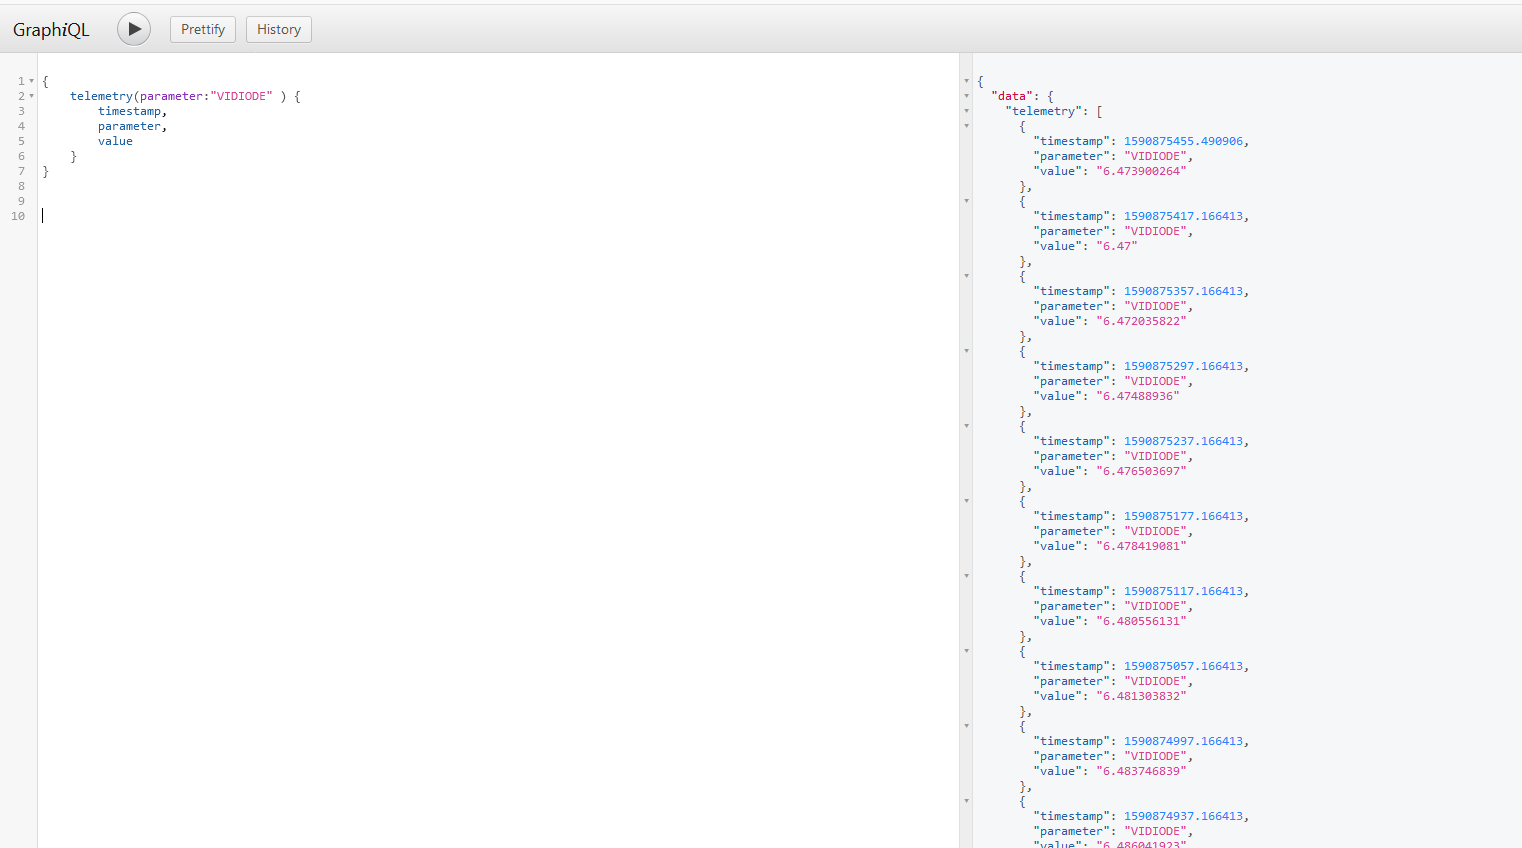 GraphiQL
Prettify
History
1 {
2 telemetry(parameter:"VIDIODE" ) {
3 timestamp,
4 parameter,
5 value
6 }
7 }
8
9
10
{
"data": {
"telemetry": [
{
"timestamp": 1590875455.490906,
"parameter": "VIDIODE",
"value": "6.473900264"
},
{
"timestamp": 1590875417.166413,
"parameter": "VIDIODE",
"value": "6.47"
},
{
"timestamp": 1590875357.166413,
"parameter": "VIDIODE",
"value": "6.472035822"
},
{
"timestamp": 1590875297.166413,
"parameter": "VIDIODE",
"value": "6.47488936"
},
{
"timestamp": 1590875237.166413,
"parameter": "VIDIODE",
"value": "6.476503697"
},
{
"timestamp": 1590875177.166413,
"parameter": "VIDIODE",
"value": "6.478419081"
},
{
"timestamp": 1590875117.166413,
"parameter": "VIDIODE",
"value": "6.480556131"
},
{
"timestamp": 1590875057.166413,
"parameter": "VIDIODE",
"value": "6.481303832"
},
{
"timestamp": 1590874997.166413,
"parameter": "VIDIODE",
"value": "6.483746839"
},
{
"timestamp": 1590874937.166413,
"parameter": "VIDIODE",
"value": "6.486041923"